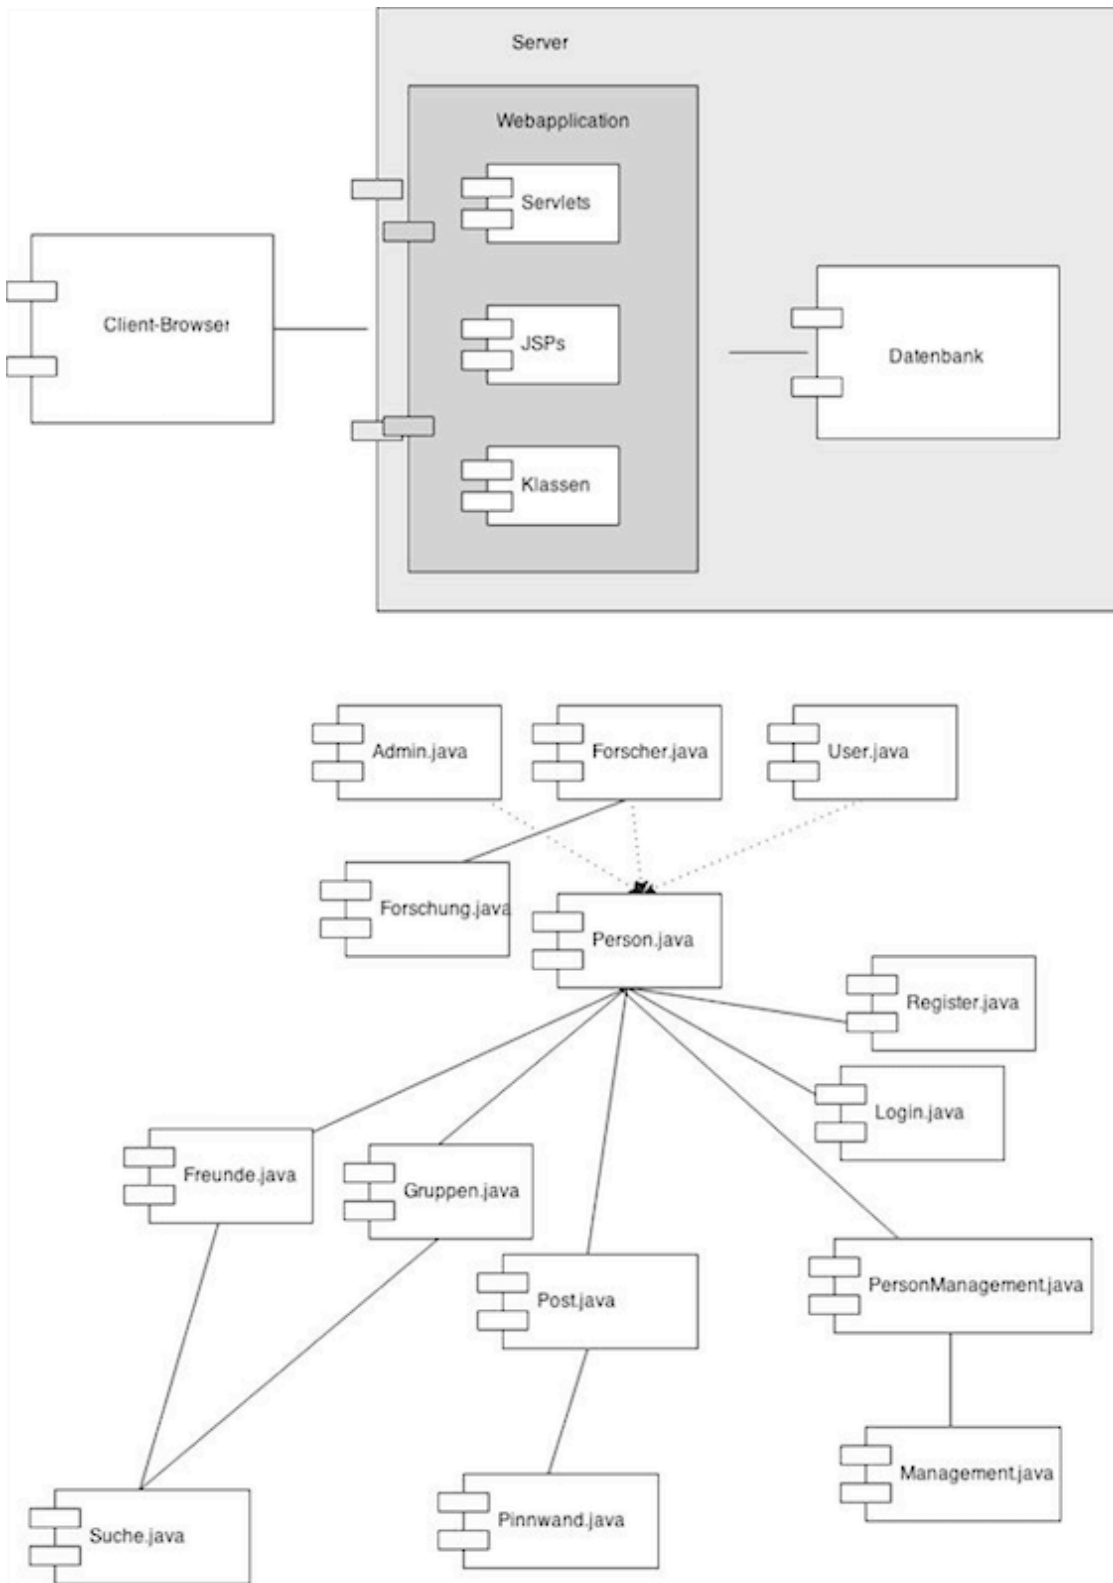 Server
Webapplication
Servlets
Client-Browser
JSPs
Datenbank
Klassen
Admin.java
Forscher.java
User.java
Forschung.java
Person.java
Register.java
Login.java
Freunde.java
Gruppen.java
Post.java
PersonManagement.java
Management.java
Suche.java
Pinnwand.java